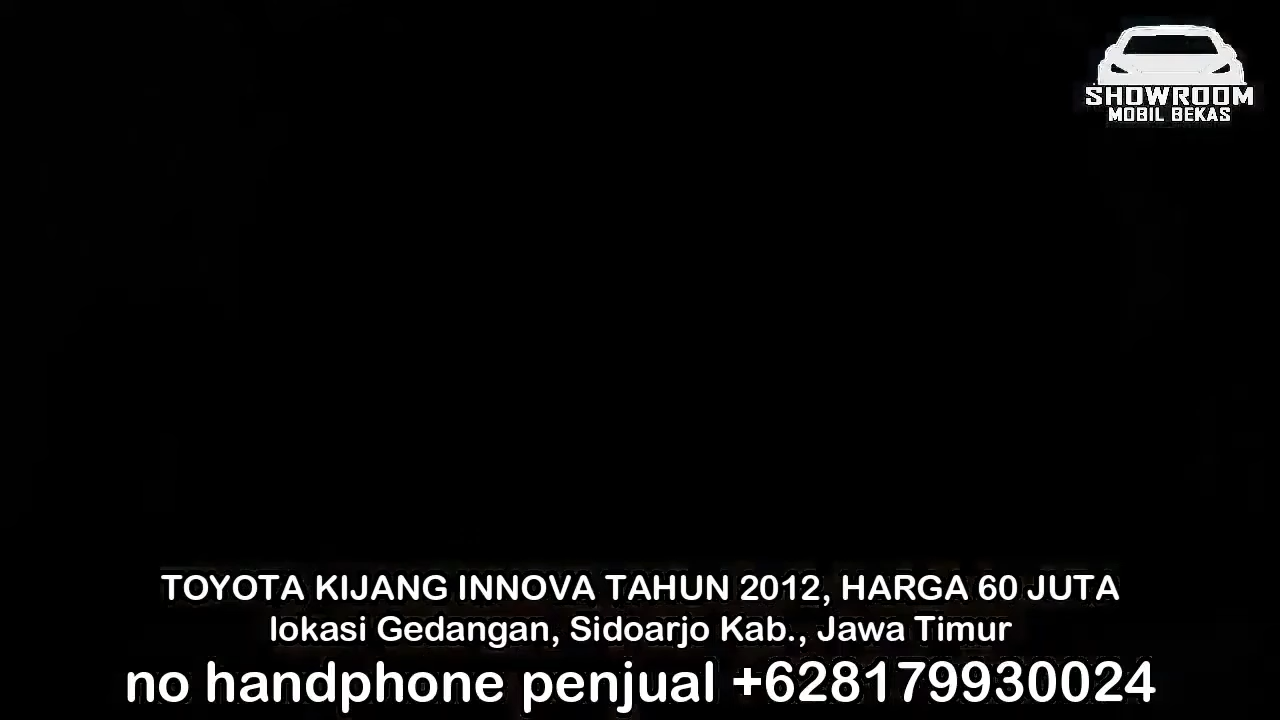 SHOWROOM
MOBIL BEKAS
TOYOTA KIJANG INNOVA TAHUN 2012, HARGA 60 JUTA
lokasi Gedangan, Sidoarjo Kab., Jawa Timur
no handphone penjual +628179930024